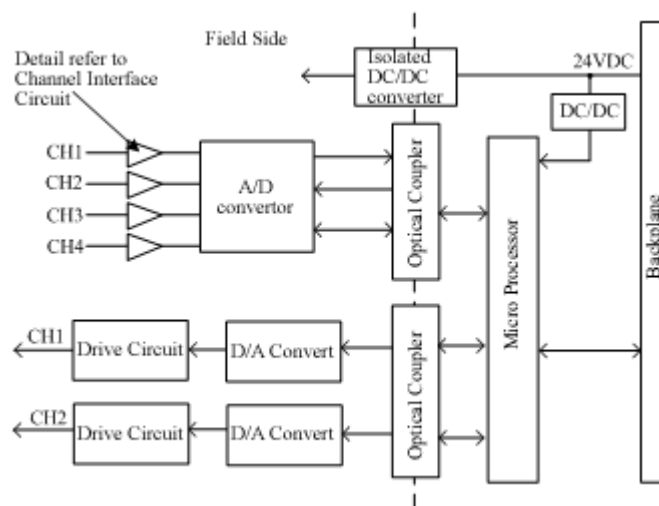 Field Side
Detail refer to
Channel Interface
Circuit
Isolated
DC/DC
converter
24VDC
DC/DC
CH1
CH2
CH3
CH4
A/D
convertor
Optical Coupler
Micro Processor
Backplane
CH1
Drive Circuit
D/A Convert
Optical Coupler
CH2
Drive Circuit
D/A Convert